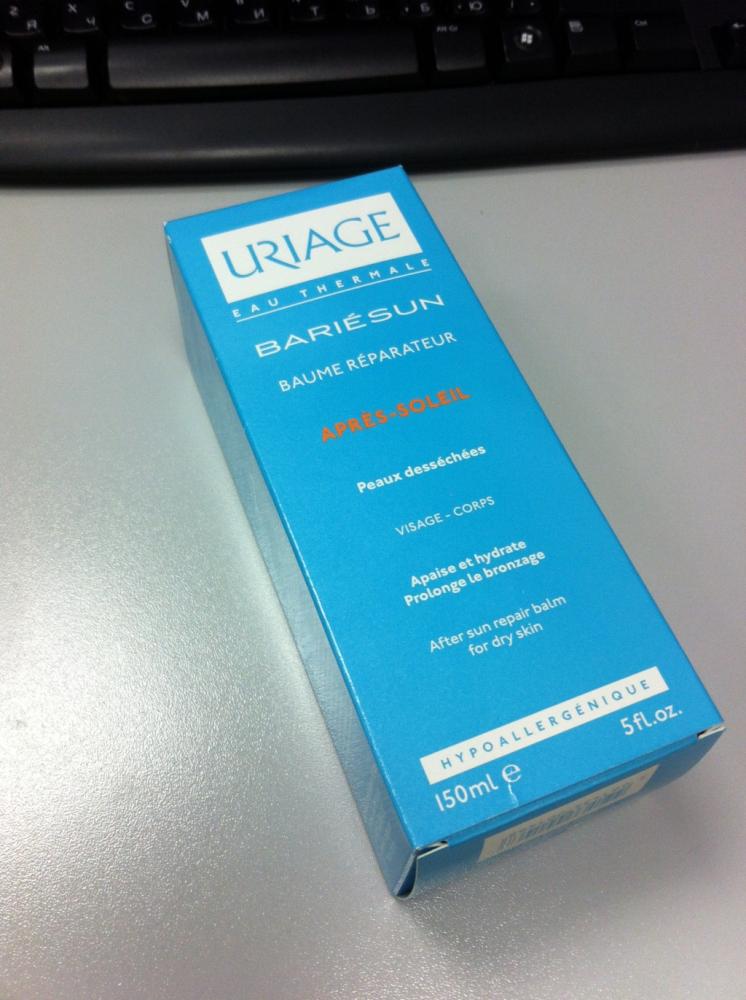 URIAGE
EAU THERMALE
BARIÉSUN
BAUME RÉPARATEUR
APRÈS-SOLEIL
Peaux desséchées
VISAGE - CORPS
Apaise et hydrate
Prolonge le bronzage
After sun repair balm
for dry skin
HYPOALLERGÉNIQUE
150ml e 5fl.oz.